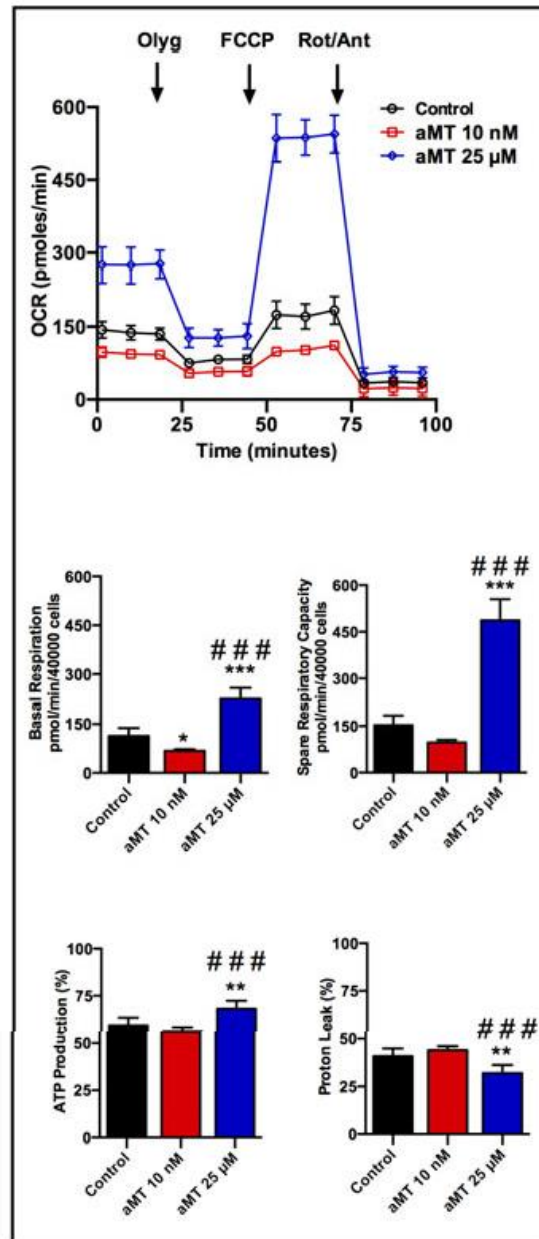 Olyg FCCP Rot/Ant
Control
aMT 10 nM
aMT 25 µM
OCR (pmoles/min)
600
450
300
150
0
0 25 50 75 100
Time (minutes)
Basal Respiration
pmol/min/40000 cells
600
450
300
150
0
*
# # #
***
Control
aMT 10 nM
aMT 25 µM
Spare Respiratory Capacity
pmol/min/40000 cells
600
450
300
150
0
# # #
***
Control
aMT 10 nM
aMT 25 µM
ATP Production (%)
100
75
50
25
0
# # #
**
Control
aMT 10 nM
aMT 25 µM
Proton Leak (%)
100
75
50
25
0
# # #
**
Control
aMT 10 nM
aMT 25 µM